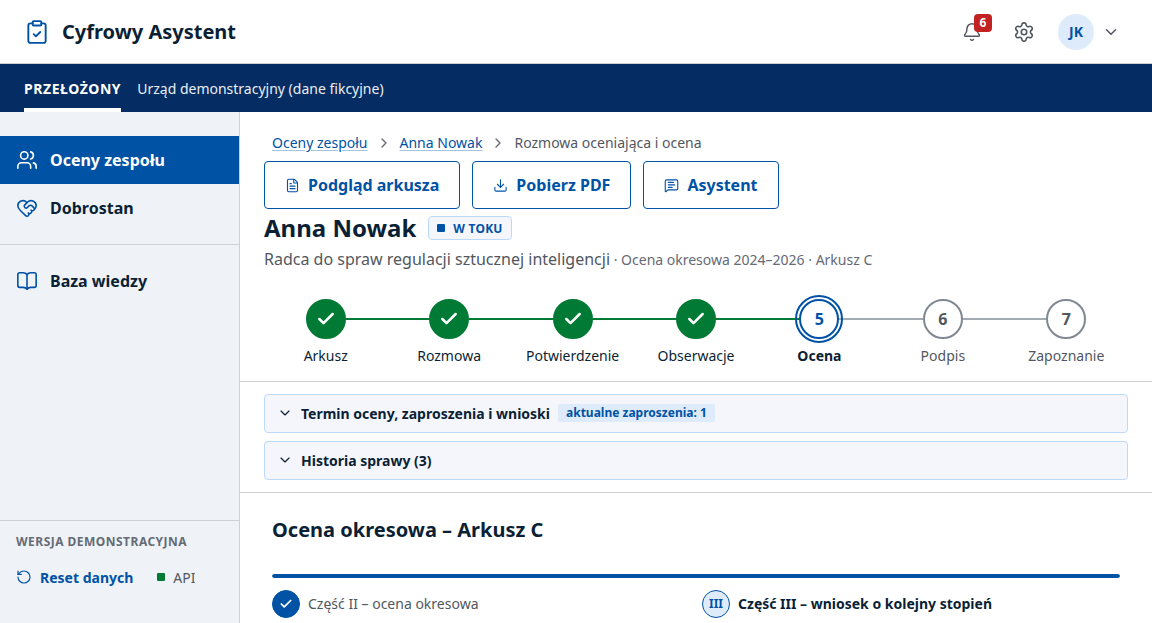 Cyfrowy Asystent
6
JK
PRZEŁOŻONY
Urząd demonstracyjny (dane fikcyjne)
Oceny zespołu
Dobrostan
Baza wiedzy
WERSJA DEMONSTRACYJNA
Reset danych
API
Oceny zespołu > Anna Nowak > Rozmowa oceniająca i ocena
Podgląd arkusza
Pobierz PDF
Asystent
Anna Nowak
W TOKU
Radca do spraw regulacji sztucznej inteligencji · Ocena okresowa 2024–2026 · Arkusz C
Arkusz
Rozmowa
Potwierdzenie
Obserwacje
5
Ocena
6
Podpis
7
Zapoznanie
Termin oceny, zaproszenia i wnioski
aktualne zaproszenia: 1
Historia sprawy (3)
Ocena okresowa – Arkusz C
Część II – ocena okresowa
III
Część III – wniosek o kolejny stopień